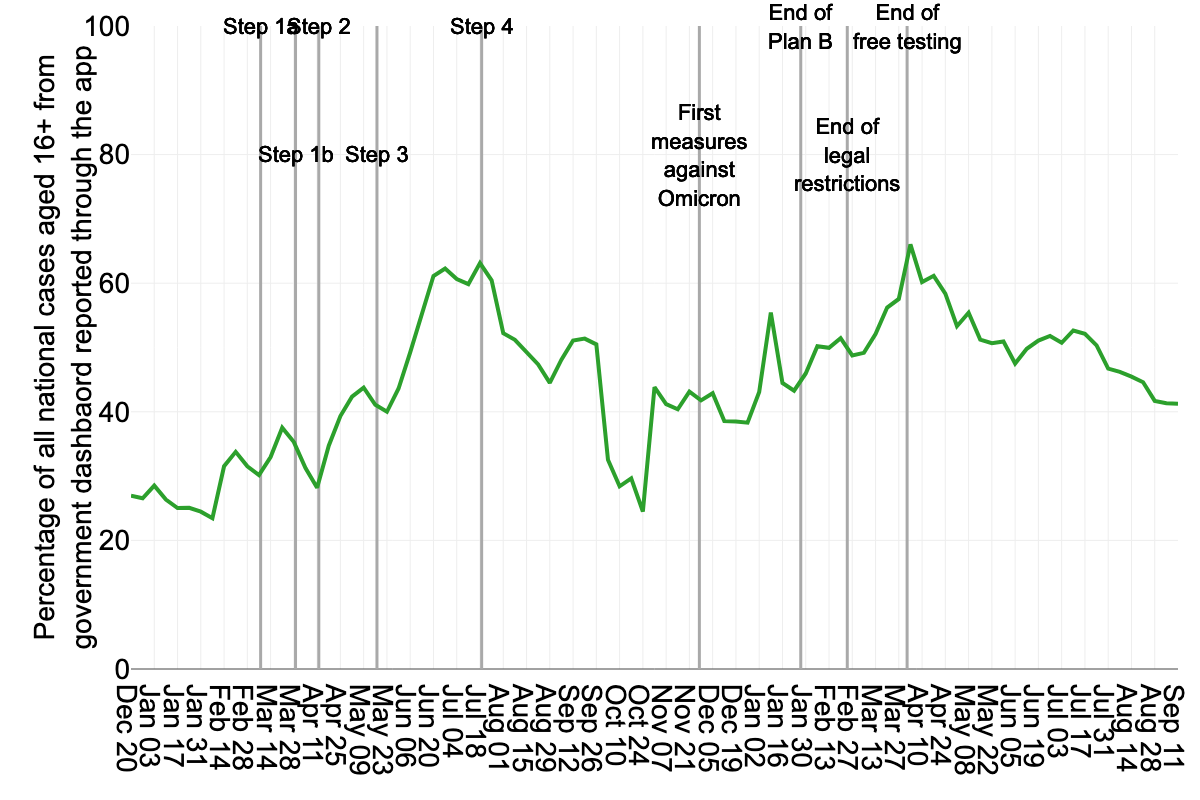 Percentage of all national cases aged 16+ from
government dashbaord reported through the app
100
80
60
40
20
0
Step 1a
Step 2
Step 4
End of
Plan B
End of
free testing
First
measures
against
Omicron
End of
legal
restrictions
Step 1b
Step 3
Dec 20
Jan 03
Jan 17
Jan 31
Feb 14
Feb 28
Mar 14
Mar 28
Apr 11
Apr 25
May 09
May 23
Jun 06
Jun 20
Jul 04
Jul 18
Aug 01
Aug 15
Aug 29
Sep 12
Sep 26
Oct 10
Oct 24
Nov 07
Nov 21
Dec 05
Dec 19
Jan 02
Jan 16
Jan 30
Feb 13
Feb 27
Mar 13
Mar 27
Apr 10
Apr 24
May 08
May 22
Jun 05
Jun 19
Jul 03
Jul 17
Jul 31
Aug 14
Aug 28
Sep 11